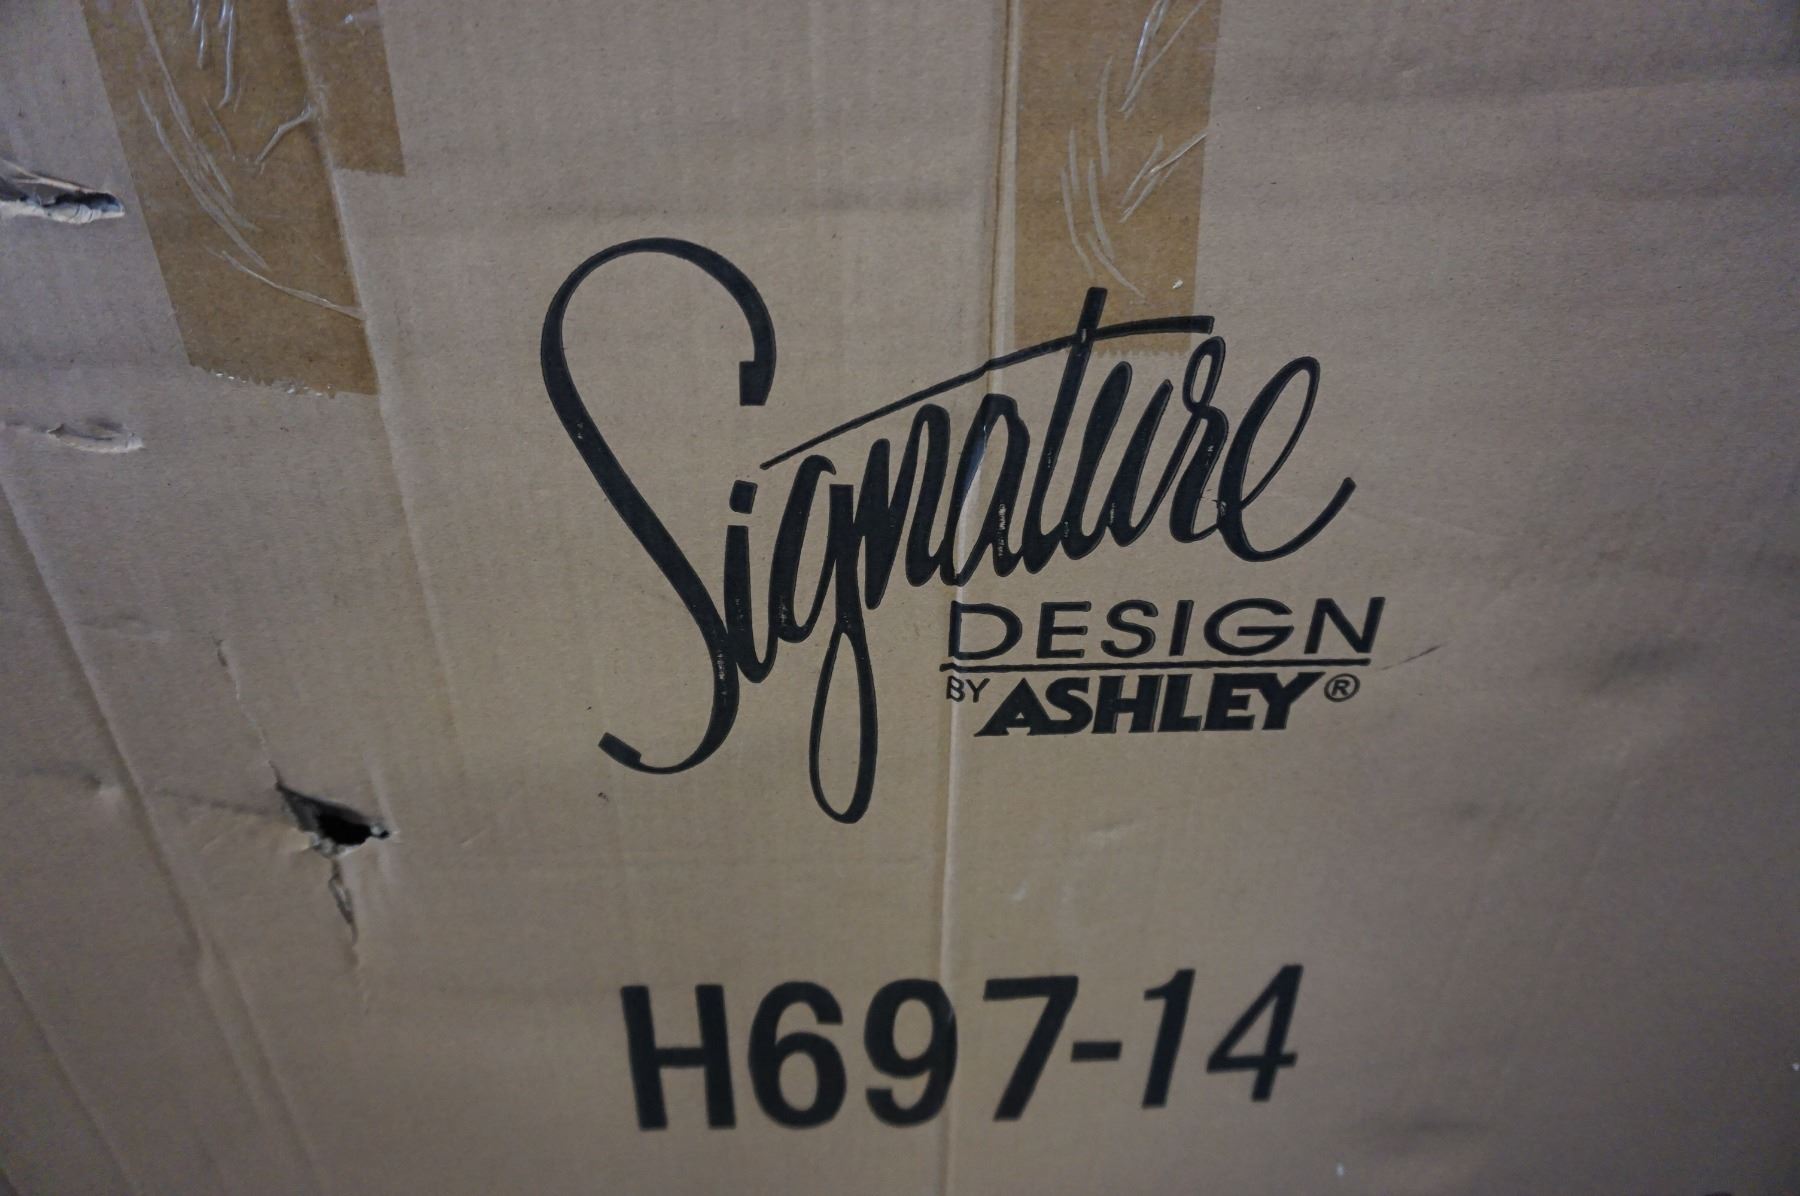 Signature
DESIGN
BY ASHLEY®
H697-14